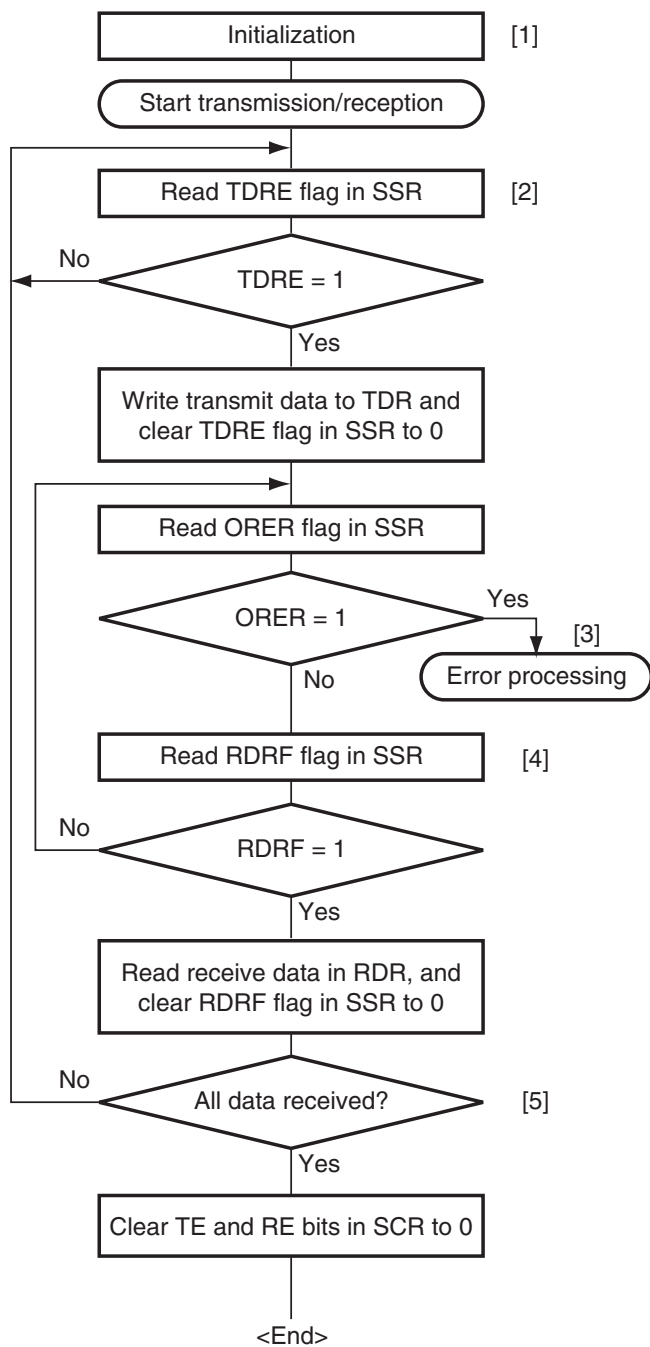 Initialization
[1]
Start transmission/reception
Read TDRE flag in SSR
[2]
No
TDRE = 1
Yes
Write transmit data to TDR and
clear TDRE flag in SSR to 0
Read ORER flag in SSR
ORER = 1
Yes
[3]
Error processing
No
Read RDRF flag in SSR
[4]
No
RDRF = 1
Yes
Read receive data in RDR, and
clear RDRF flag in SSR to 0
No
All data received?
[5]
Yes
Clear TE and RE bits in SCR to 0
<End>